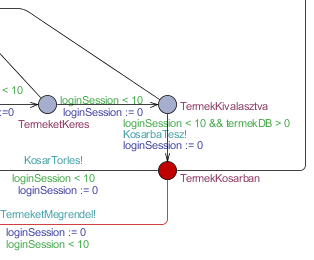 < 10
loginSession < 10
:=0
loginSession := 0
TermekKivalasztva
TermeketKeres
loginSession < 10 && termekDB > 0
KosarbaTesz!
loginSession := 0
KosarTorles!
loginSession < 10
TermekKosarban
loginSession := 0
TermeketMegrendel!
loginSession := 0
loginSession < 10